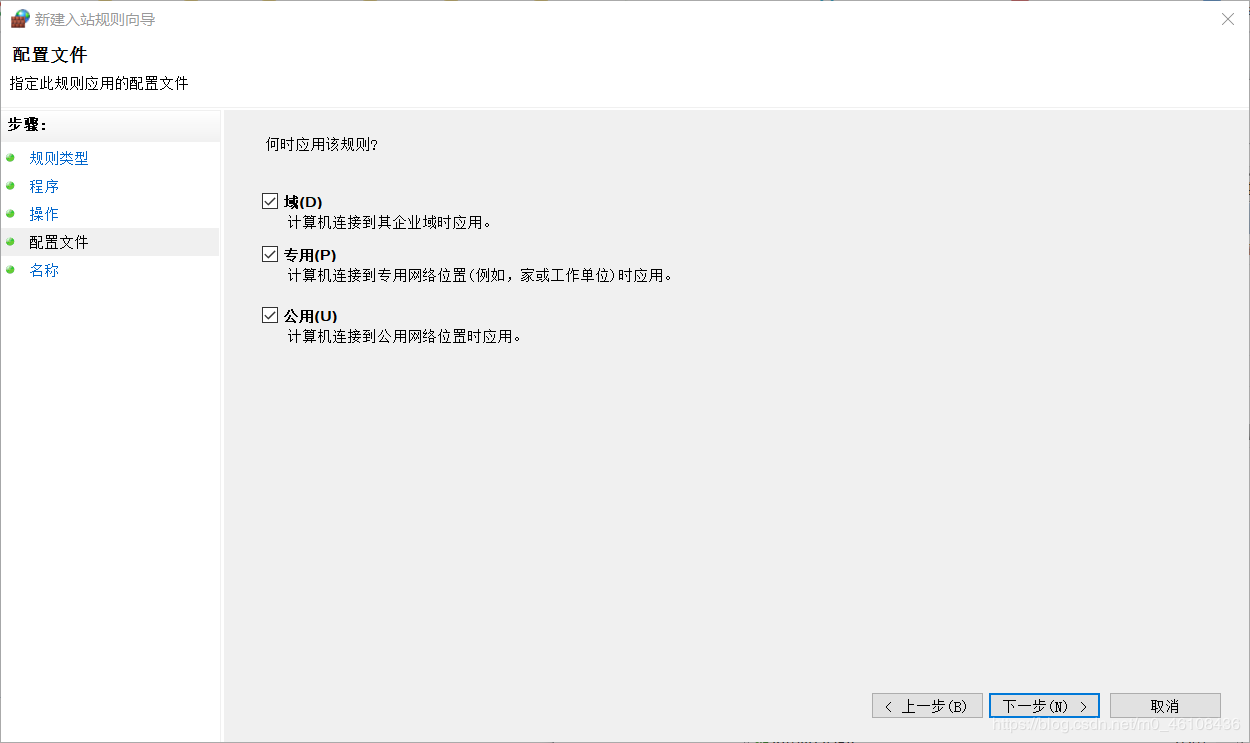 新建入站规则向导
配置文件
指定此规则应用的配置文件
步骤:
规则类型
程序
操作
配置文件
名称
何时应用该规则?
域(D)
计算机连接到其企业域时应用。
专用(P)
计算机连接到专用网络位置(例如，家或工作单位)时应用。
公用(U)
计算机连接到公用网络位置时应用。
< 上一步(B)
下一步(N) >
取消
https://blog.csdn.net/m0_46108436